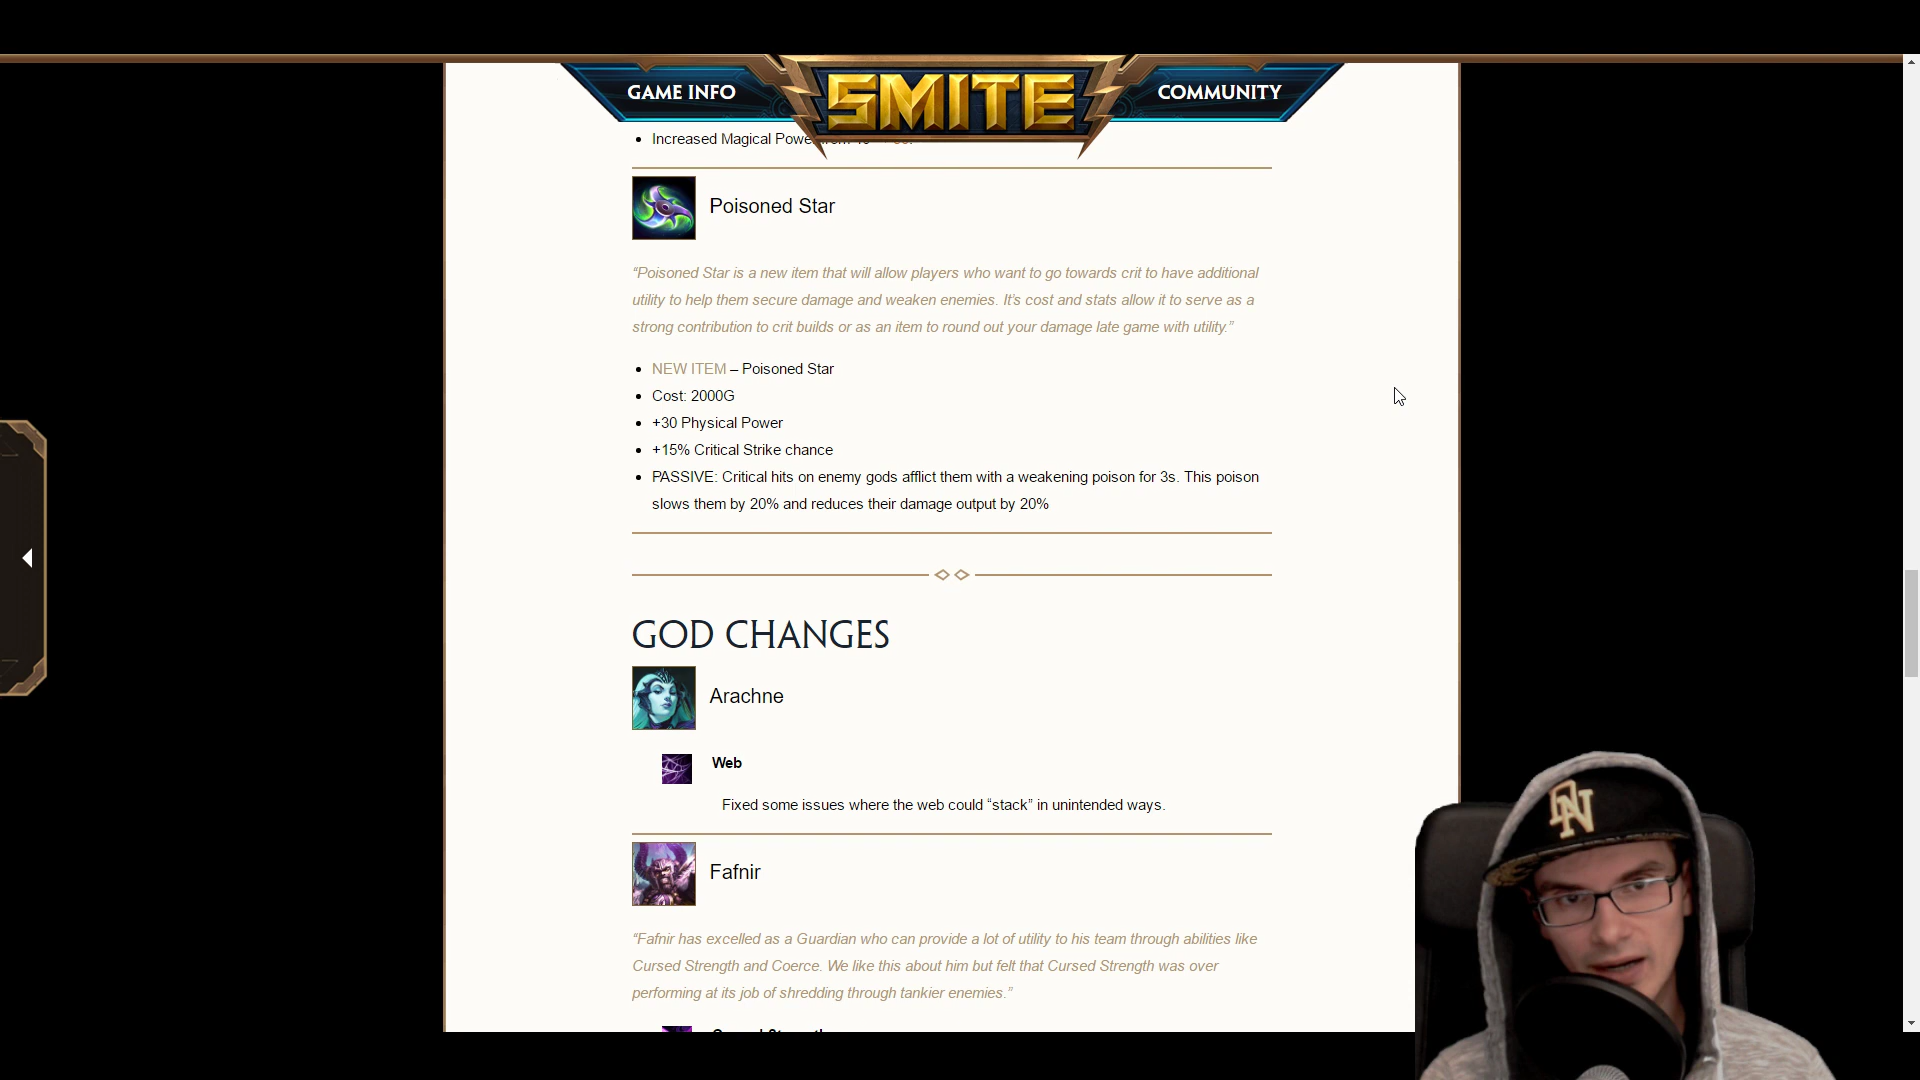 GAME INFO
SMITE
COMMUNITY
Increased Magical Powe
Poisoned Star
“Poisoned Star is a new item that will allow players who want to go towards crit to have additional
utility to help them secure damage and weaken enemies. It’s cost and stats allow it to serve as a
strong contribution to crit builds or as an item to round out your damage late game with utility.”
NEW ITEM – Poisoned Star
Cost: 2000G
+30 Physical Power
+15% Critical Strike chance
PASSIVE: Critical hits on enemy gods afflict them with a weakening poison for 3s. This poison
slows them by 20% and reduces their damage output by 20%
GOD CHANGES
Arachne
Web
Fixed some issues where the web could “stack” in unintended ways.
Fafnir
“Fafnir has excelled as a Guardian who can provide a lot of utility to his team through abilities like
Cursed Strength and Coerce. We like this about him but felt that Cursed Strength was over
performing at its job of shredding through tankier enemies.”
DN